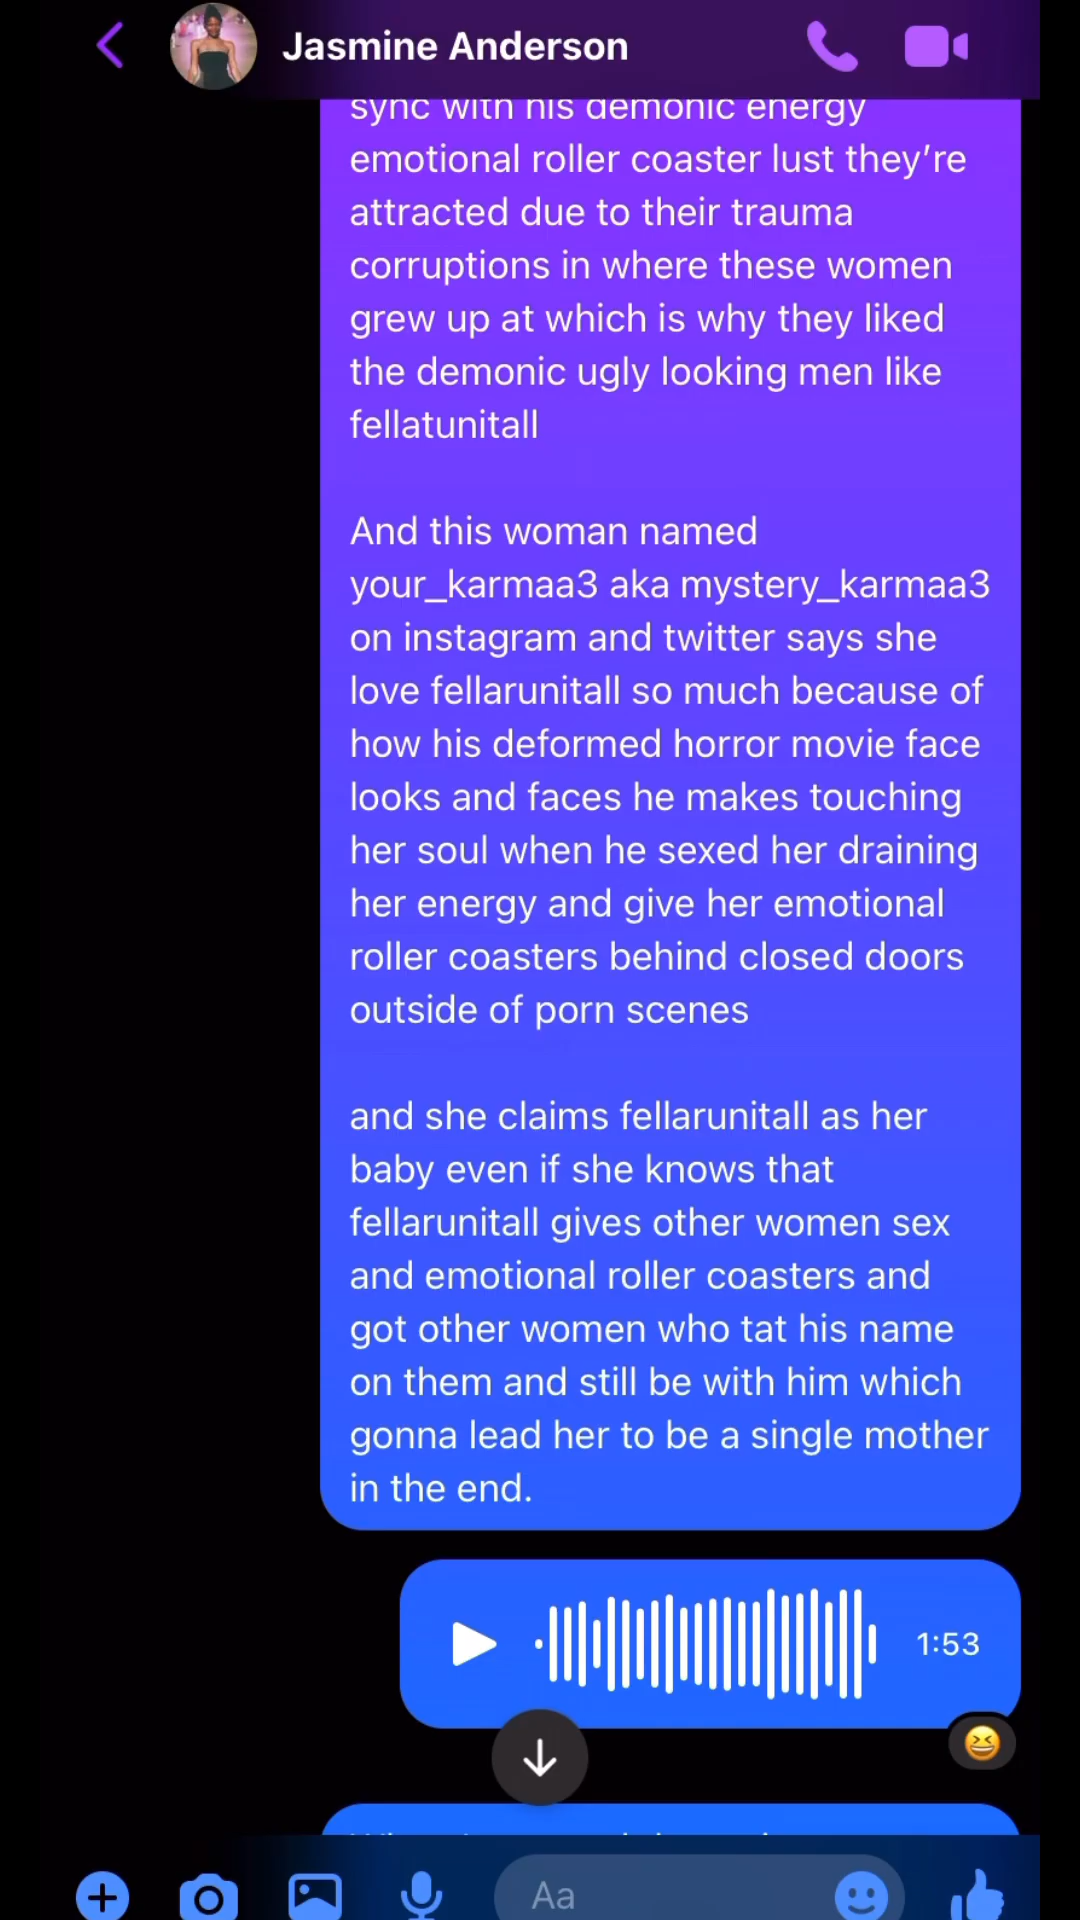 Jasmine Anderson
sync with his demonic energy
emotional roller coaster lust they’re
attracted due to their trauma
corruptions in where these women
grew up at which is why they liked
the demonic ugly looking men like
fellatunitall
And this woman named
your_karmaa3 aka mystery_karmaa3
on instagram and twitter says she
love fellarunitall so much because of
how his deformed horror movie face
looks and faces he makes touching
her soul when he sexed her draining
her energy and give her emotional
roller coasters behind closed doors
outside of porn scenes
and she claims fellarunitall as her
baby even if she knows that
fellarunitall gives other women sex
and emotional roller coasters and
got other women who tat his name
on them and still be with him which
gonna lead her to be a single mother
in the end.
1:53
Aa